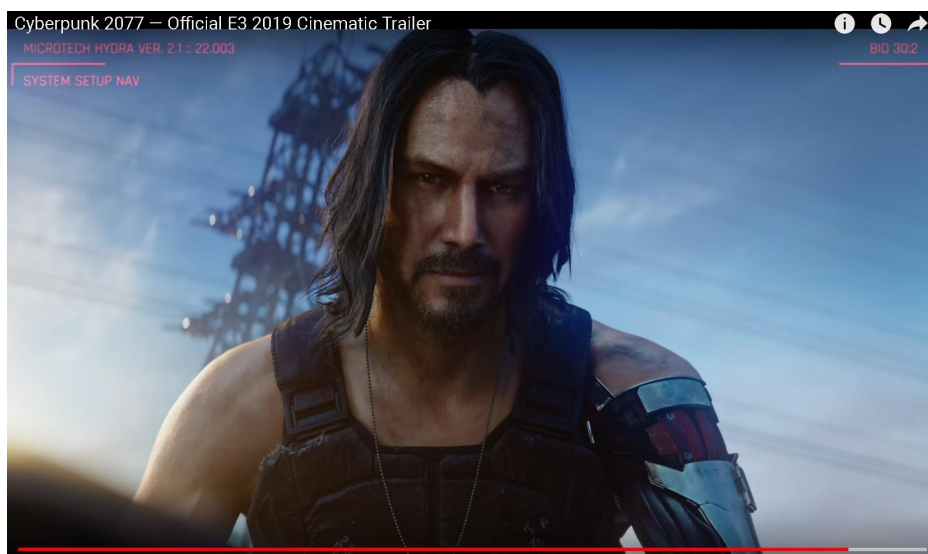 Cyberpunk 2077 — Official E3 2019 Cinematic Trailer
MICROTECH HYDRA VER. 2.1 :: 22.003
BIO 30:2
SYSTEM SETUP NAV